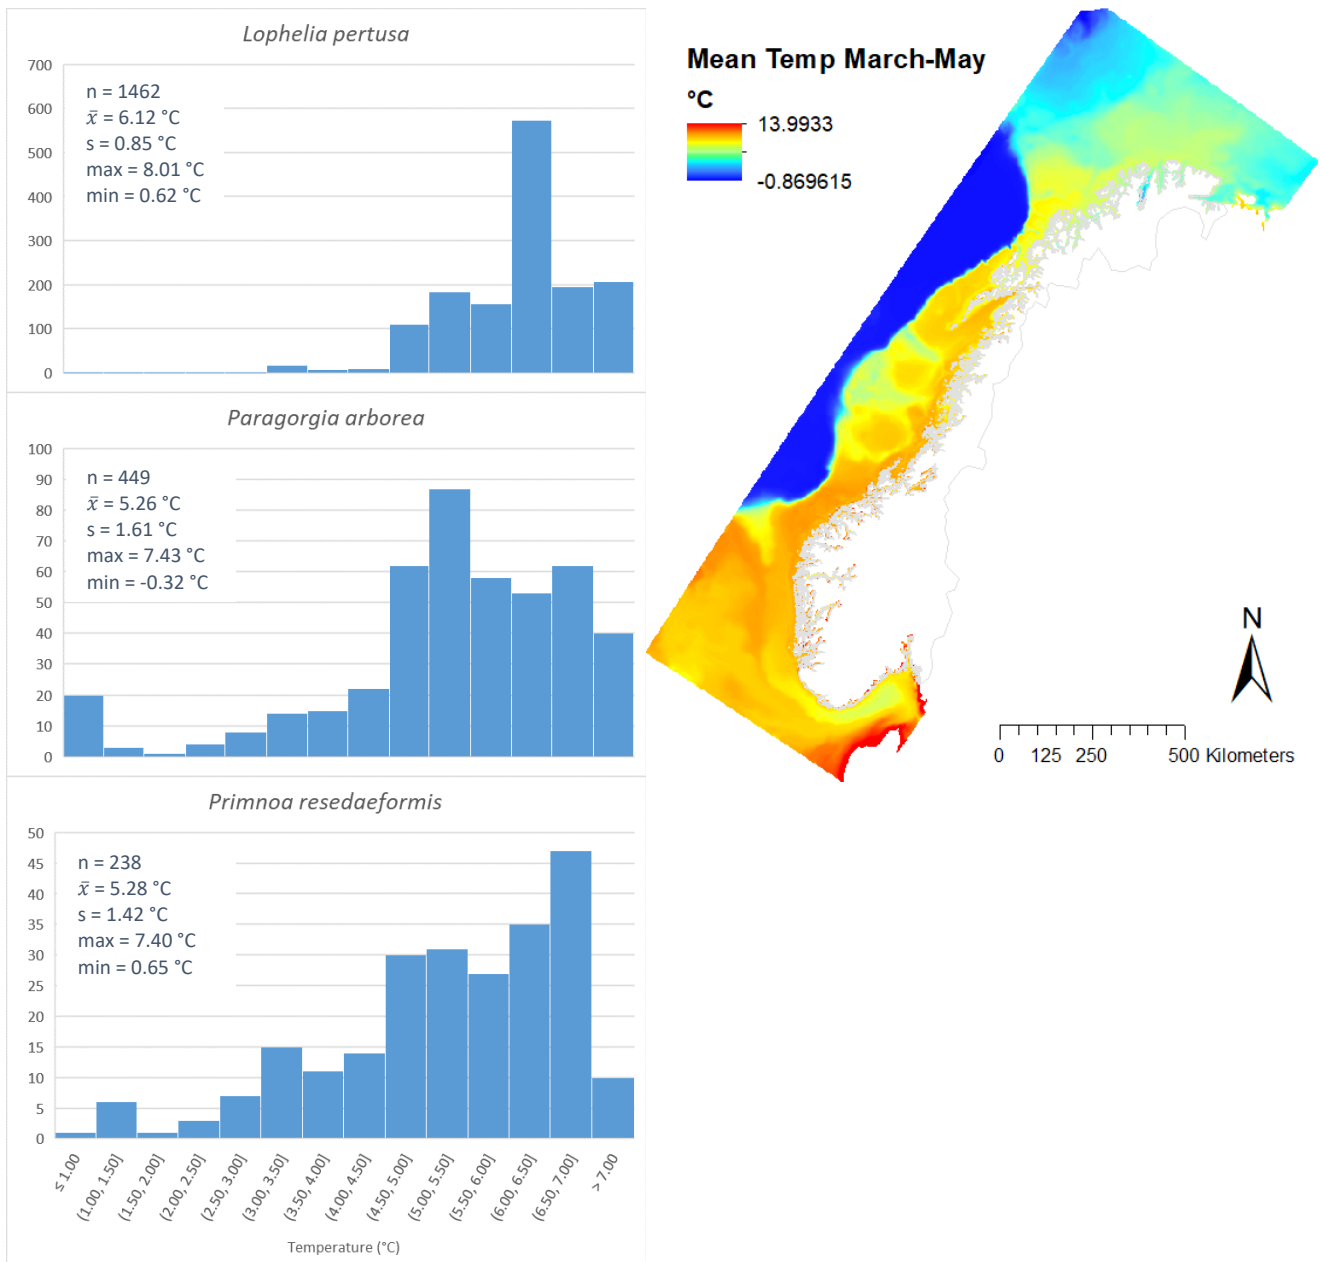 Lophelia pertusa
700
600
500
400
300
200
100
0
n = 1462
x̄ = 6.12 °C
s = 0.85 °C
max = 8.01 °C
min = 0.62 °C
Paragorgia arborea
100
90
80
70
60
50
40
30
20
10
0
n = 449
x̄ = 5.26 °C
s = 1.61 °C
max = 7.43 °C
min = -0.32 °C
Primnoa resedaeformis
50
45
40
35
30
25
20
15
10
5
0
n = 238
x̄ = 5.28 °C
s = 1.42 °C
max = 7.40 °C
min = 0.65 °C
≤ 1.00
(1.00, 1.50]
(1.50, 2.00]
(2.00, 2.50]
(2.50, 3.00]
(3.00, 3.50]
(3.50, 4.00]
(4.00, 4.50]
(4.50, 5.00]
(5.00, 5.50]
(5.50, 6.00]
(6.00, 6.50]
(6.50, 7.00]
> 7.00
Temperature (°C)
Mean Temp March-May
°C
13.9933
-0.869615
N
0 125 250 500 Kilometers